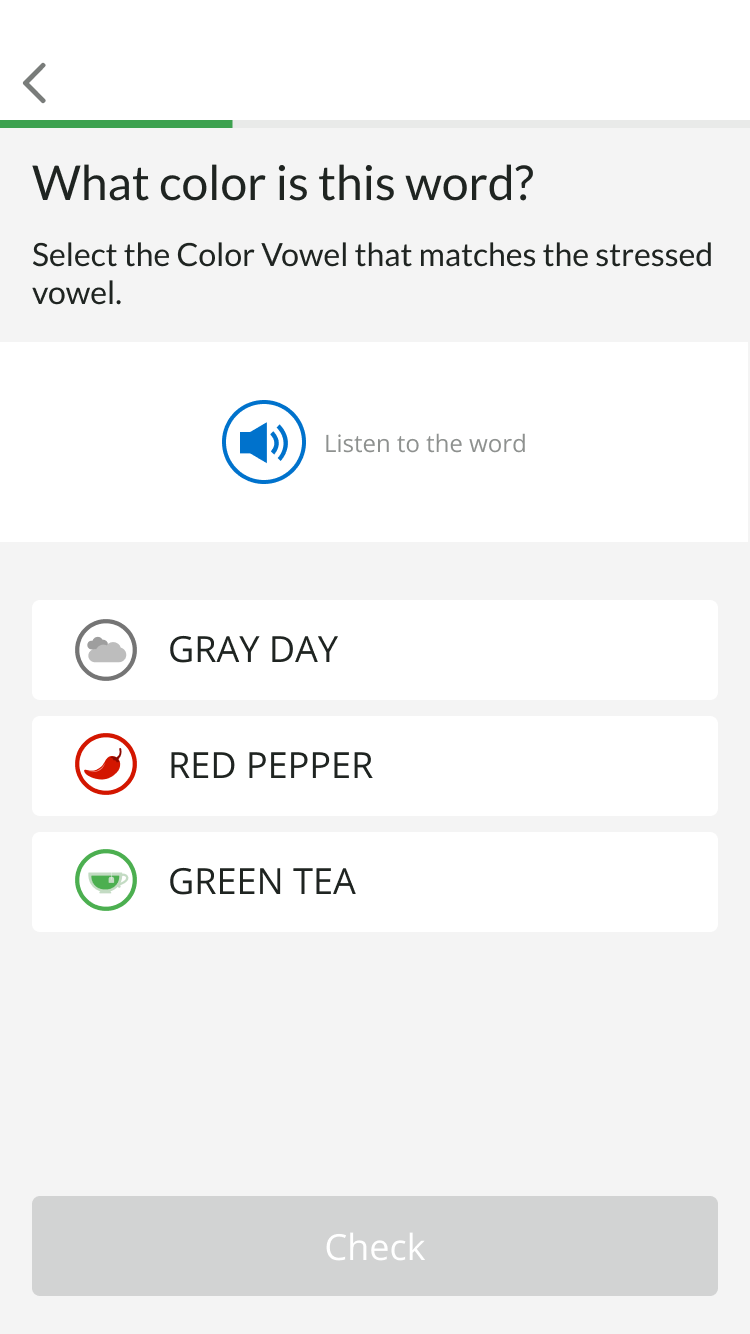 What color is this word?
Select the Color Vowel that matches the stressed
vowel.
Listen to the word
GRAY DAY
RED PEPPER
GREEN TEA
Check